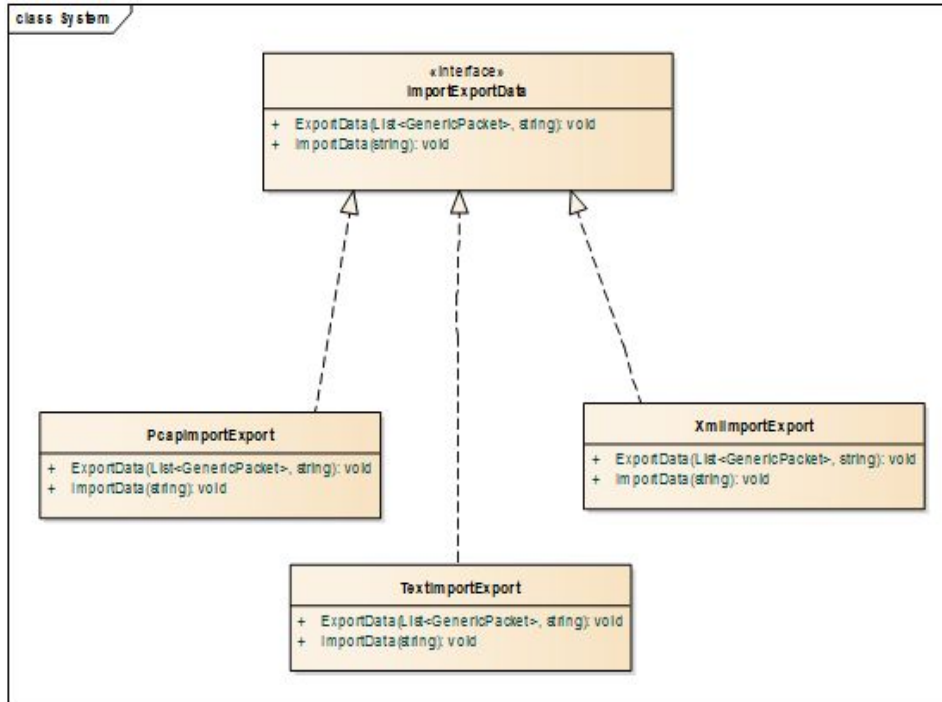 class System
«interface»
ImportExportData
+ ExportData(List<GenericPacket>, string): void
+ ImportData(string): void
PcapImportExport
+ ExportData(List<GenericPacket>, string): void
+ ImportData(string): void
XmlImportExport
+ ExportData(List<GenericPacket>, string): void
+ ImportData(string): void
TextImportExport
+ ExportData(List<GenericPacket>, string): void
+ ImportData(string): void